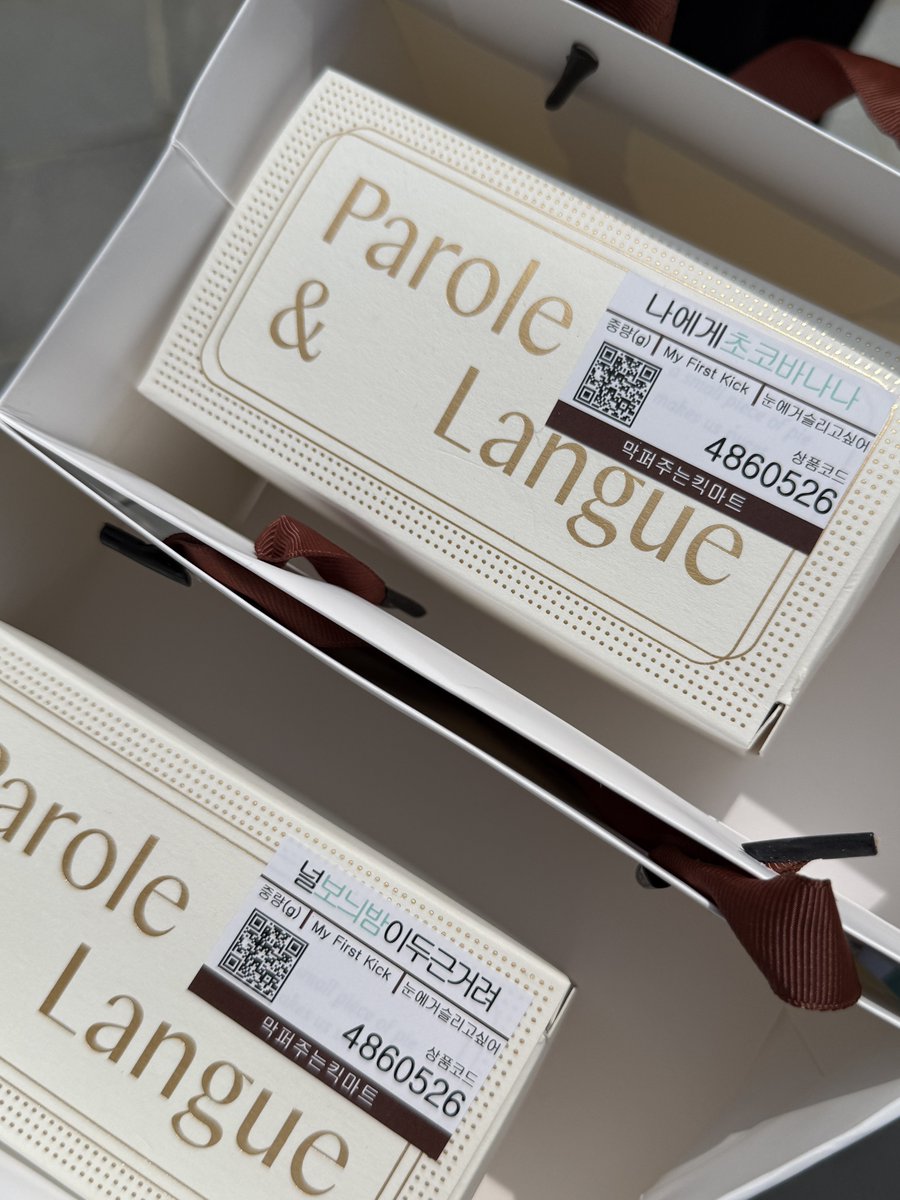 Parole
&
Langue
나에게초코바나나
중량(g)
My First Kick
눈에거슬리고싶어
상품코드
4860526
막퍼주는킥마트
Parole
Langue
널보늬밤이두근거려
중량(g)
My First Kick
눈에거슬리고싶어
상품코드
4860526
막퍼주는킥마트